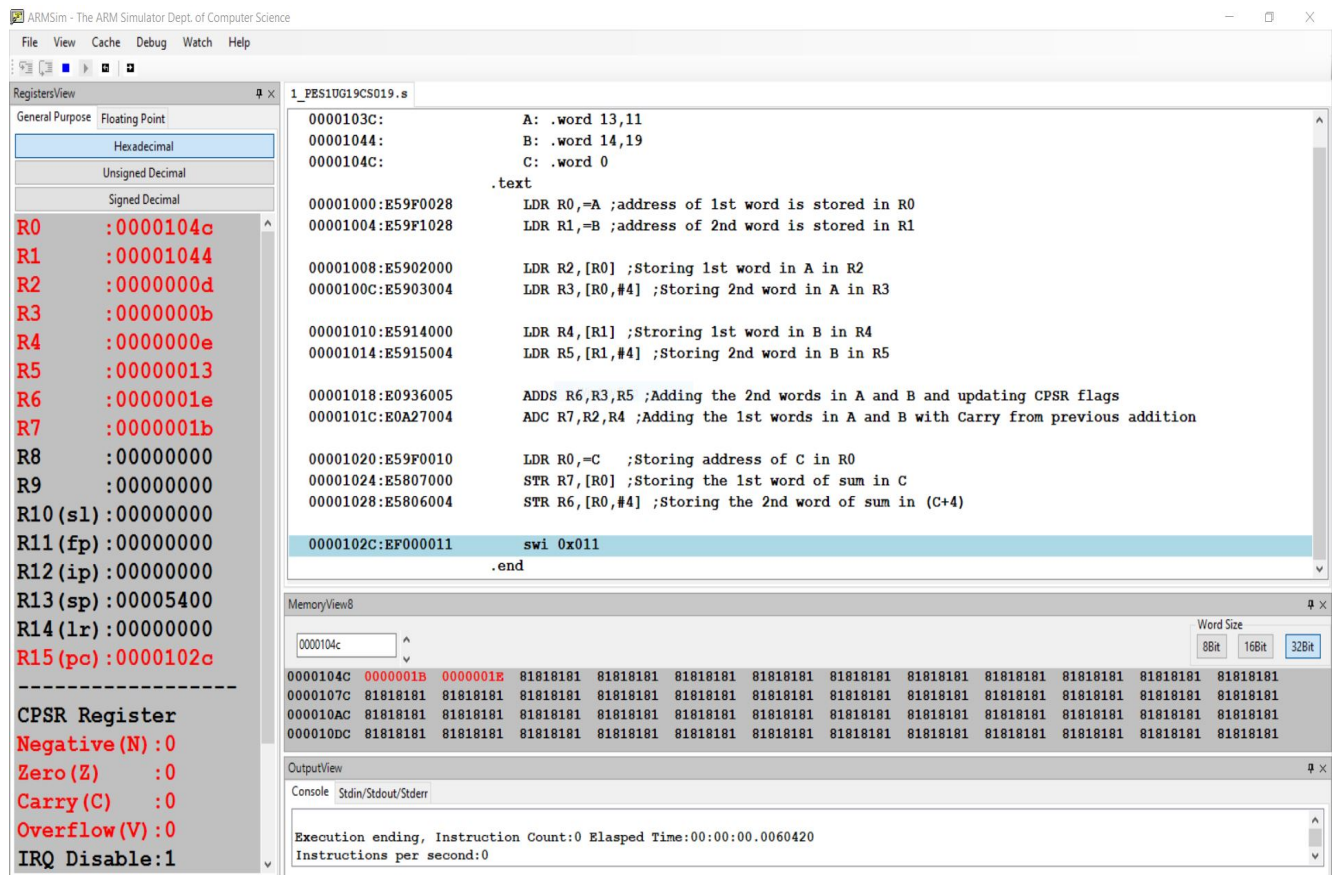 ARMSim - The ARM Simulator Dept. of Computer Science
File View Cache Debug Watch Help
RegistersView
General Purpose Floating Point
Hexadecimal
Unsigned Decimal
Signed Decimal
R0 :0000104c
R1 :00001044
R2 :0000000d
R3 :0000000b
R4 :0000000e
R5 :00000013
R6 :0000001e
R7 :0000001b
R8 :00000000
R9 :00000000
R10(sl):00000000
R11(fp):00000000
R12(ip):00000000
R13(sp):00005400
R14(lr):00000000
R15(pc):0000102c
------------------
CPSR Register
Negative(N):0
Zero(Z) :0
Carry(C) :0
Overflow(V):0
IRQ Disable:1
1_PES1UG19CS019.s
0000103C: A: .word 13,11
00001044: B: .word 14,19
0000104C: C: .word 0
.text
00001000:E59F0028 LDR R0,=A ;address of 1st word is stored in R0
00001004:E59F1028 LDR R1,=B ;address of 2nd word is stored in R1
00001008:E5902000 LDR R2,[R0] ;Storing 1st word in A in R2
0000100C:E5903004 LDR R3,[R0,#4] ;Storing 2nd word in A in R3
00001010:E5914000 LDR R4,[R1] ;Stroring 1st word in B in R4
00001014:E5915004 LDR R5,[R1,#4] ;Storing 2nd word in B in R5
00001018:E0936005 ADDS R6,R3,R5 ;Adding the 2nd words in A and B and updating CPSR flags
0000101C:E0A27004 ADC R7,R2,R4 ;Adding the 1st words in A and B with Carry from previous addition
00001020:E59F0010 LDR R0,=C ;Storing address of C in R0
00001024:E5807000 STR R7,[R0] ;Storing the 1st word of sum in C
00001028:E5806004 STR R6,[R0,#4] ;Storing the 2nd word of sum in (C+4)
0000102C:EF000011 swi 0x011
.end
MemoryView8
Word Size
0000104c 8Bit 16Bit 32Bit
0000104C 0000001B 0000001E 81818181 81818181 81818181 81818181 81818181 81818181 81818181 81818181 81818181 81818181
0000107C 81818181 81818181 81818181 81818181 81818181 81818181 81818181 81818181 81818181 81818181 81818181 81818181
000010AC 81818181 81818181 81818181 81818181 81818181 81818181 81818181 81818181 81818181 81818181 81818181 81818181
000010DC 81818181 81818181 81818181 81818181 81818181 81818181 81818181 81818181 81818181 81818181 81818181 81818181
OutputView
Console Stdin/Stdout/Stderr
Execution ending, Instruction Count:0 Elasped Time:00:00:00.0060420
Instructions per second:0